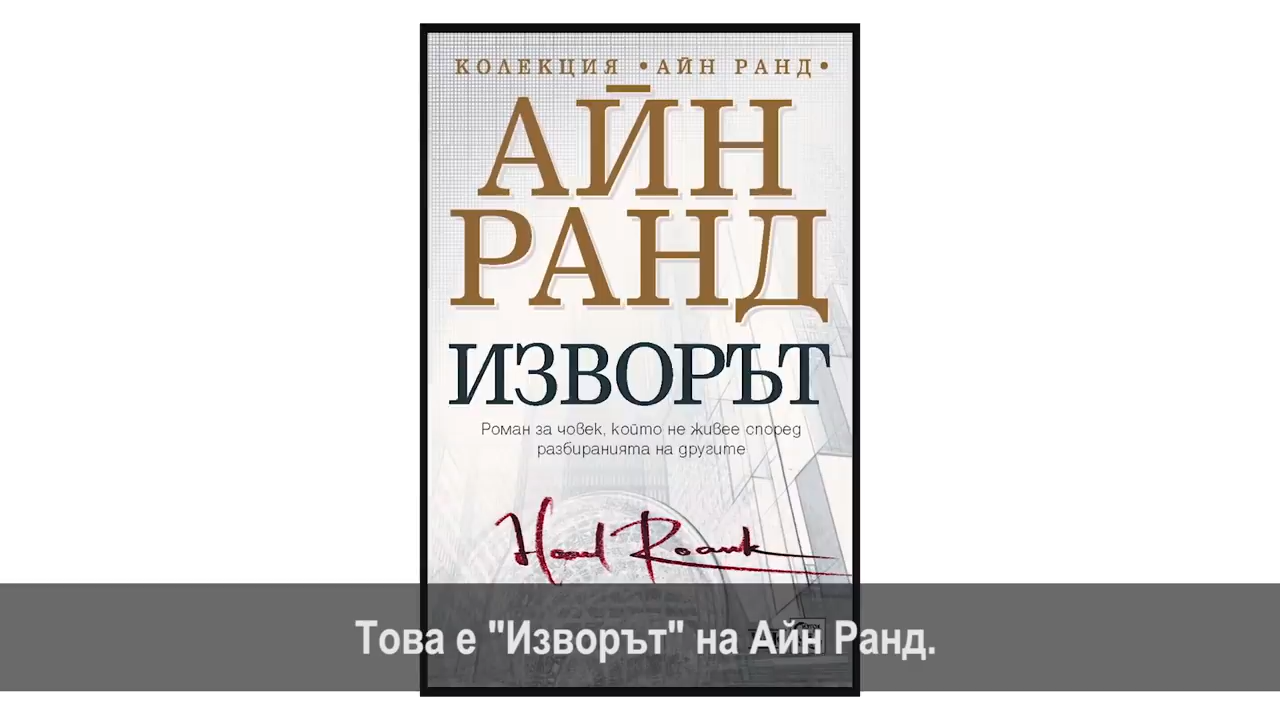 КОЛЕКЦИЯ •АЙН РАНД•
АЙН
РАНД
ИЗВОРЪТ
Роман за човек, който не живее според
разбиранията на другите
Howard Roark
Това е "Изворът" на Айн Ранд.